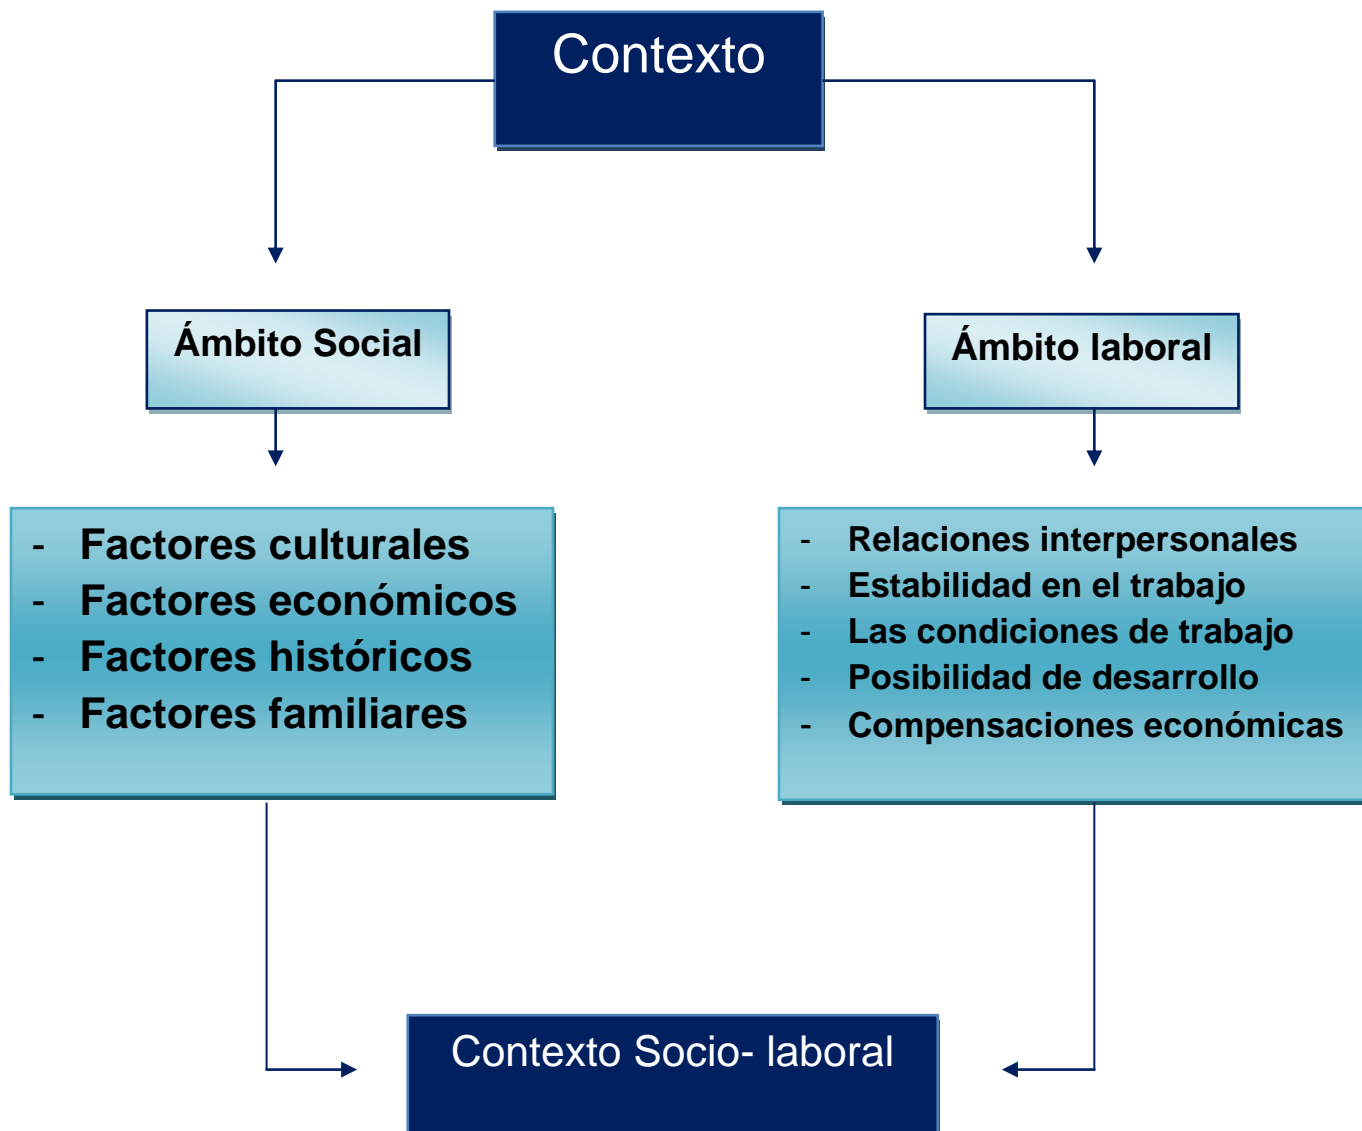 Contexto
Ámbito Social
Ámbito laboral
- Factores culturales
- Factores económicos
- Factores históricos
- Factores familiares
- Relaciones interpersonales
- Estabilidad en el trabajo
- Las condiciones de trabajo
- Posibilidad de desarrollo
- Compensaciones económicas
Contexto Socio- laboral